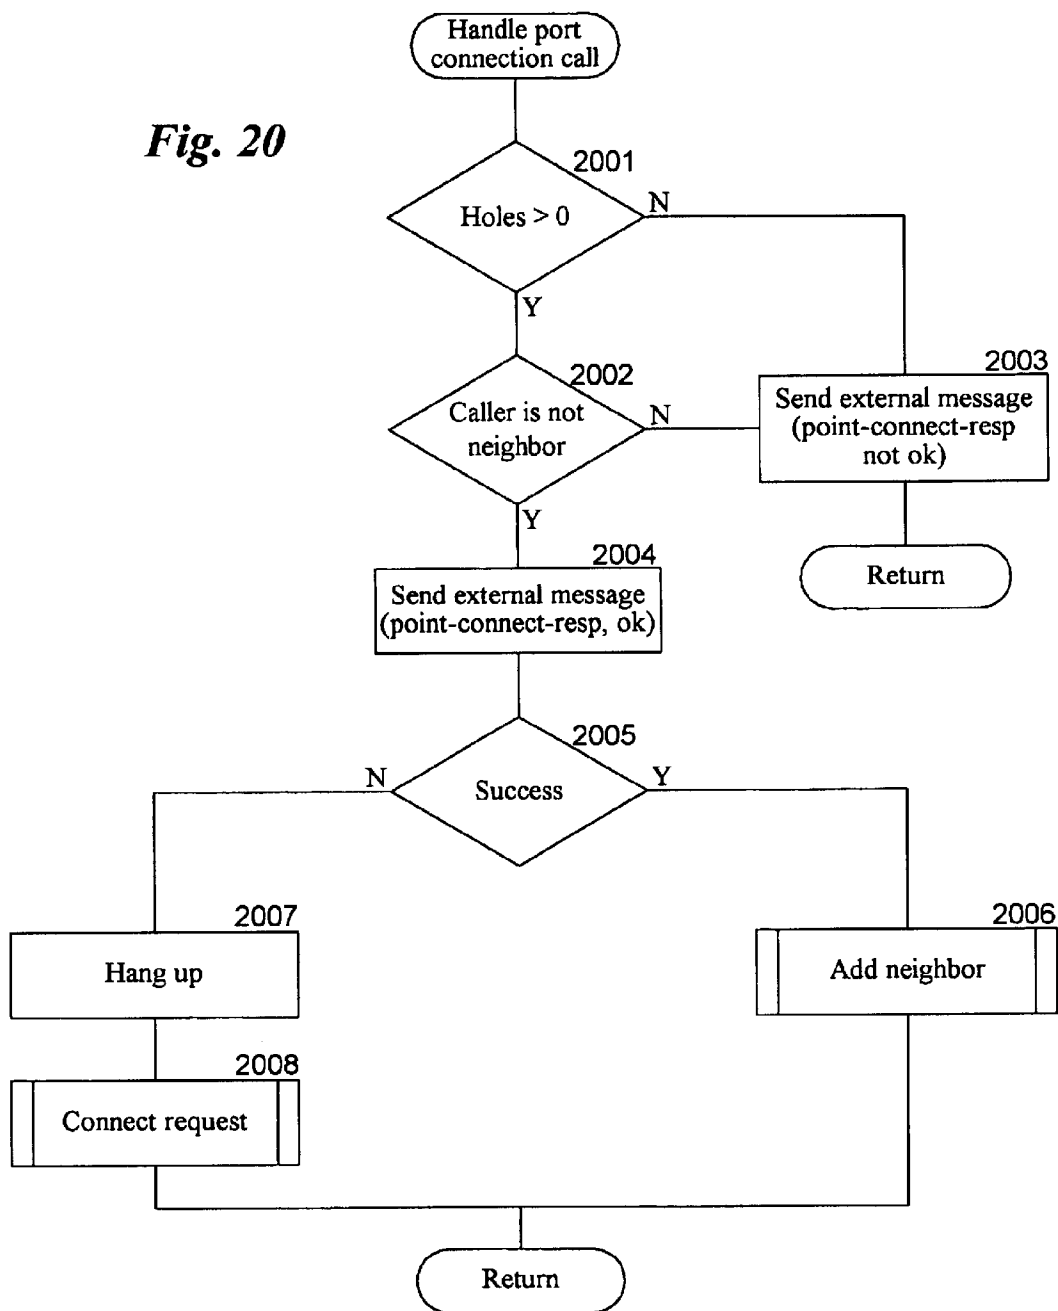 Handle port
connection call
Fig. 20
2001
Holes > 0
N
Y
2002
Caller is not
neighbor
N
Y
2003
Send external message
(point-connect-resp
not ok)
Return
2004
Send external message
(point-connect-resp, ok)
2005
Success
N
Y
2007
Hang up
2006
Add neighbor
2008
Connect request
Return